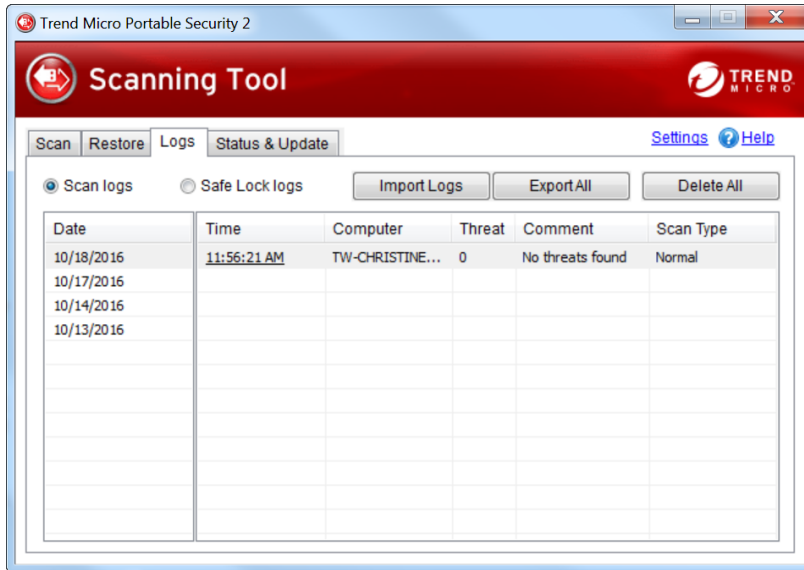 Trend Micro Portable Security 2
Scanning Tool
TREND
MICRO
Scan Restore Logs Status & Update Settings Help
Scan logs Safe Lock logs Import Logs Export All Delete All
Date Time Computer Threat Comment Scan Type
10/18/2016 11:56:21 AM TW-CHRISTINE... 0 No threats found Normal
10/17/2016
10/14/2016
10/13/2016